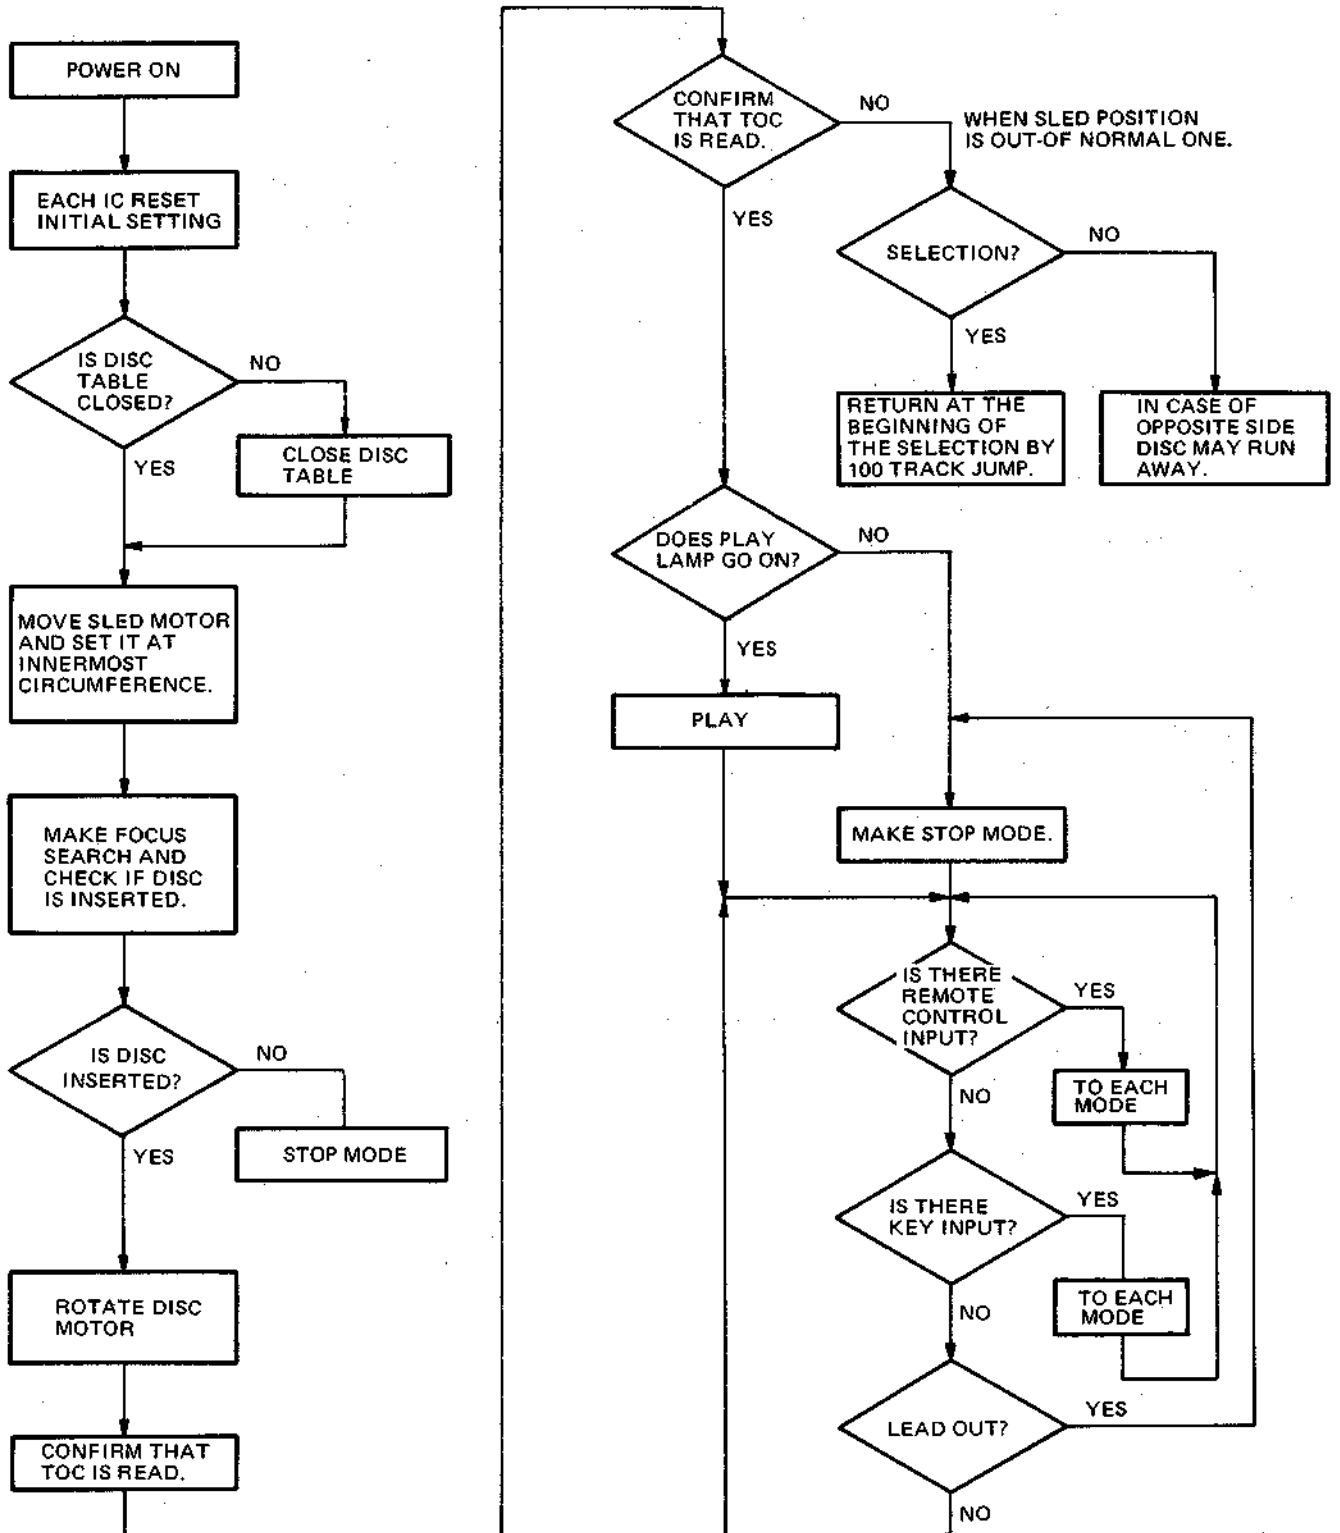 POWER ON
EACH IC RESET
INITIAL SETTING
IS DISC
TABLE
CLOSED?
NO
YES
CLOSE DISC
TABLE
MOVE SLED MOTOR
AND SET IT AT
INNERMOST
CIRCUMFERENCE.
MAKE FOCUS
SEARCH AND
CHECK IF DISC
IS INSERTED.
IS DISC
INSERTED?
NO
YES
STOP MODE
ROTATE DISC
MOTOR
CONFIRM THAT
TOC IS READ.
CONFIRM
THAT TOC
IS READ.
NO
WHEN SLED POSITION
IS OUT-OF NORMAL ONE.
YES
SELECTION?
NO
YES
RETURN AT THE
BEGINNING OF
THE SELECTION BY
100 TRACK JUMP.
IN CASE OF
OPPOSITE SIDE
DISC MAY RUN
AWAY.
DOES PLAY
LAMP GO ON?
NO
YES
PLAY
MAKE STOP MODE.
IS THERE
REMOTE
CONTROL
INPUT?
YES
NO
TO EACH
MODE
IS THERE
KEY INPUT?
YES
NO
TO EACH
MODE
LEAD OUT?
YES
NO